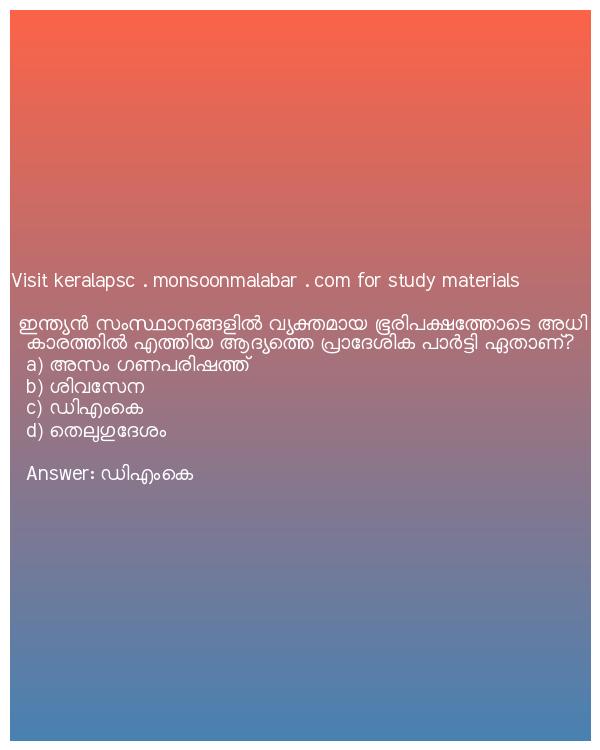 Visit keralapsc . monsoonmalabar . com for study materials
ഇന്ത്യൻ സംസ്ഥാനങ്ങളിൽ വ്യക്തമായ ഭൂരിപക്ഷത്തോടെ അധി
കാരത്തിൽ എത്തിയ ആദ്യത്തെ പ്രാദേശിക പാർട്ടി ഏതാണ്?
a) അസം ഗണപരിഷത്ത്
b) ശിവസേന
c) ഡിഎംകെ
d) തെലുഗുദേശം
Answer: ഡിഎംകെ